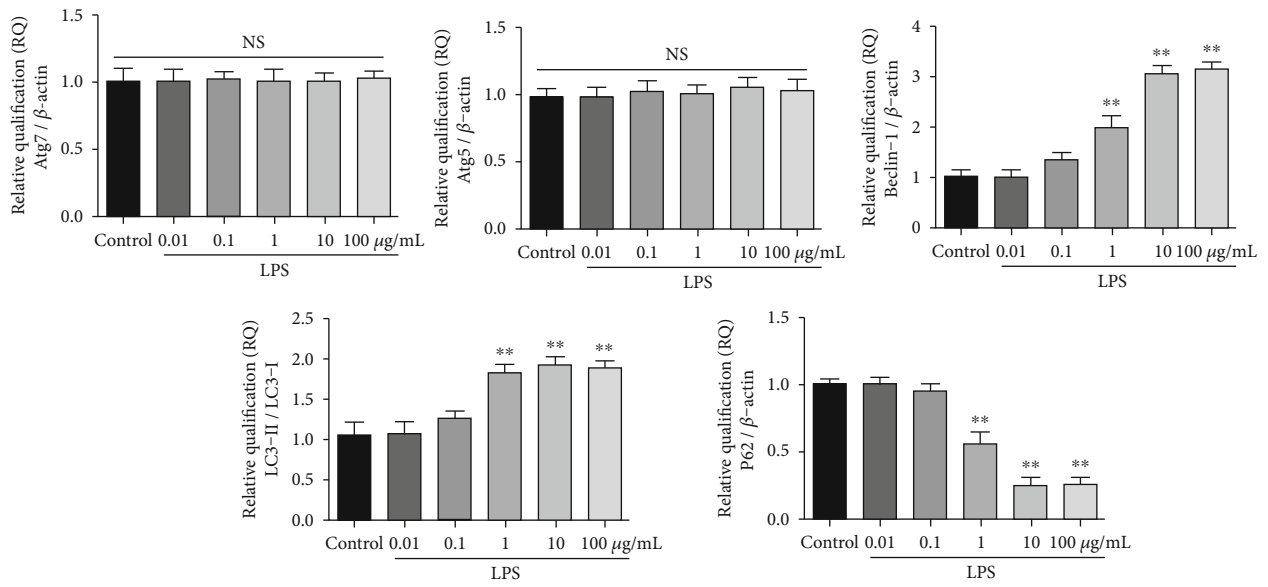 Relative qualification (RQ)
Atg7 / β-actin
1.5
1.0
0.5
0.0
NS
Control 0.01 0.1 1 10 100 μg/mL
LPS
Relative qualification (RQ)
Atg5 / β-actin
1.5
1.0
0.5
0.0
NS
Control 0.01 0.1 1 10 100 μg/mL
LPS
Relative qualification (RQ)
Beclin-1 / β-actin
4
3
2
1
0
** ** **
Control 0.01 0.1 1 10 100 μg/mL
LPS
Relative qualification (RQ)
LC3-II / LC3-I
2.5
2.0
1.5
1.0
0.5
0.0
** ** **
Control 0.01 0.1 1 10 100 μg/mL
LPS
Relative qualification (RQ)
P62 / β-actin
1.5
1.0
0.5
0.0
** ** **
Control 0.01 0.1 1 10 100 μg/mL
LPS